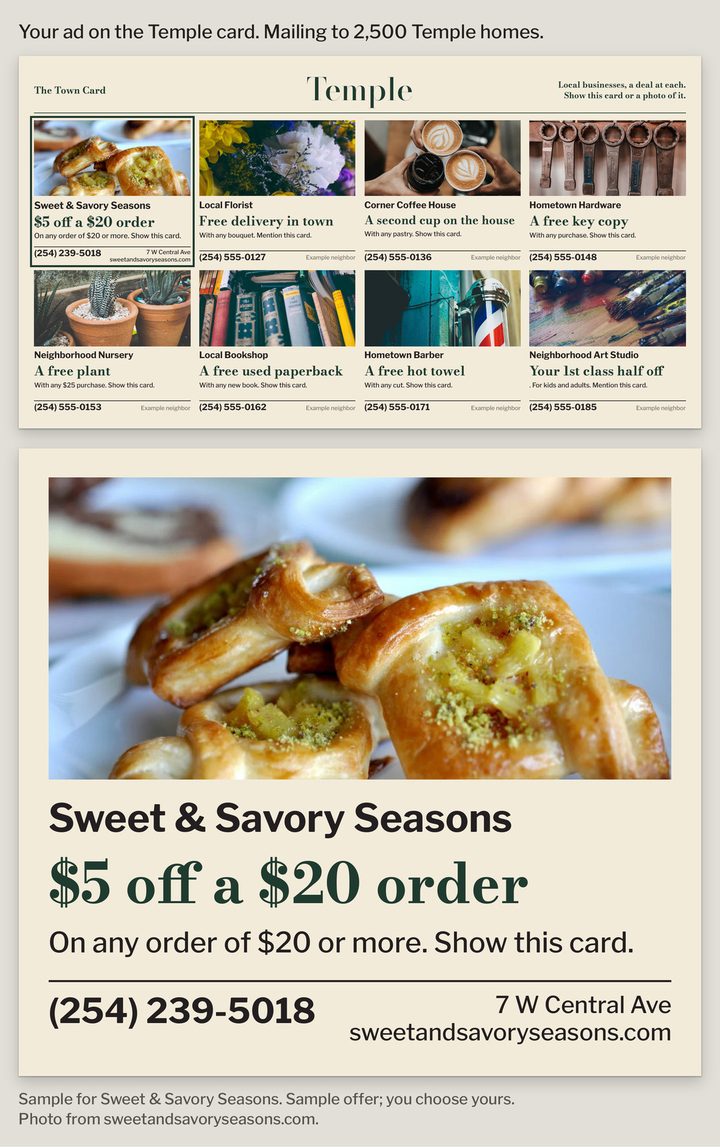 Your ad on the Temple card. Mailing to 2,500 Temple homes.
The Town Card
Temple
Local businesses, a deal at each.
Show this card or a photo of it.
Sweet & Savory Seasons
$5 off a $20 order
On any order of $20 or more. Show this card.
(254) 239-5018
7 W Central Ave
sweetandsavoryseasons.com
Local Florist
Free delivery in town
With any bouquet. Mention this card.
(254) 555-0127
Example neighbor
Corner Coffee House
A second cup on the house
With any pastry. Show this card.
(254) 555-0136
Example neighbor
Hometown Hardware
A free key copy
With any purchase. Show this card.
(254) 555-0148
Example neighbor
Neighborhood Nursery
A free plant
With any $25 purchase. Show this card.
(254) 555-0153
Example neighbor
Local Bookshop
A free used paperback
With any new book. Show this card.
(254) 555-0162
Example neighbor
Hometown Barber
A free hot towel
With any cut. Show this card.
(254) 555-0171
Example neighbor
Neighborhood Art Studio
Your 1st class half off
. For kids and adults. Mention this card.
(254) 555-0185
Example neighbor
Sweet & Savory Seasons
$5 off a $20 order
On any order of $20 or more. Show this card.
(254) 239-5018
7 W Central Ave
sweetandsavoryseasons.com
Sample for Sweet & Savory Seasons. Sample offer; you choose yours.
Photo from sweetandsavoryseasons.com.